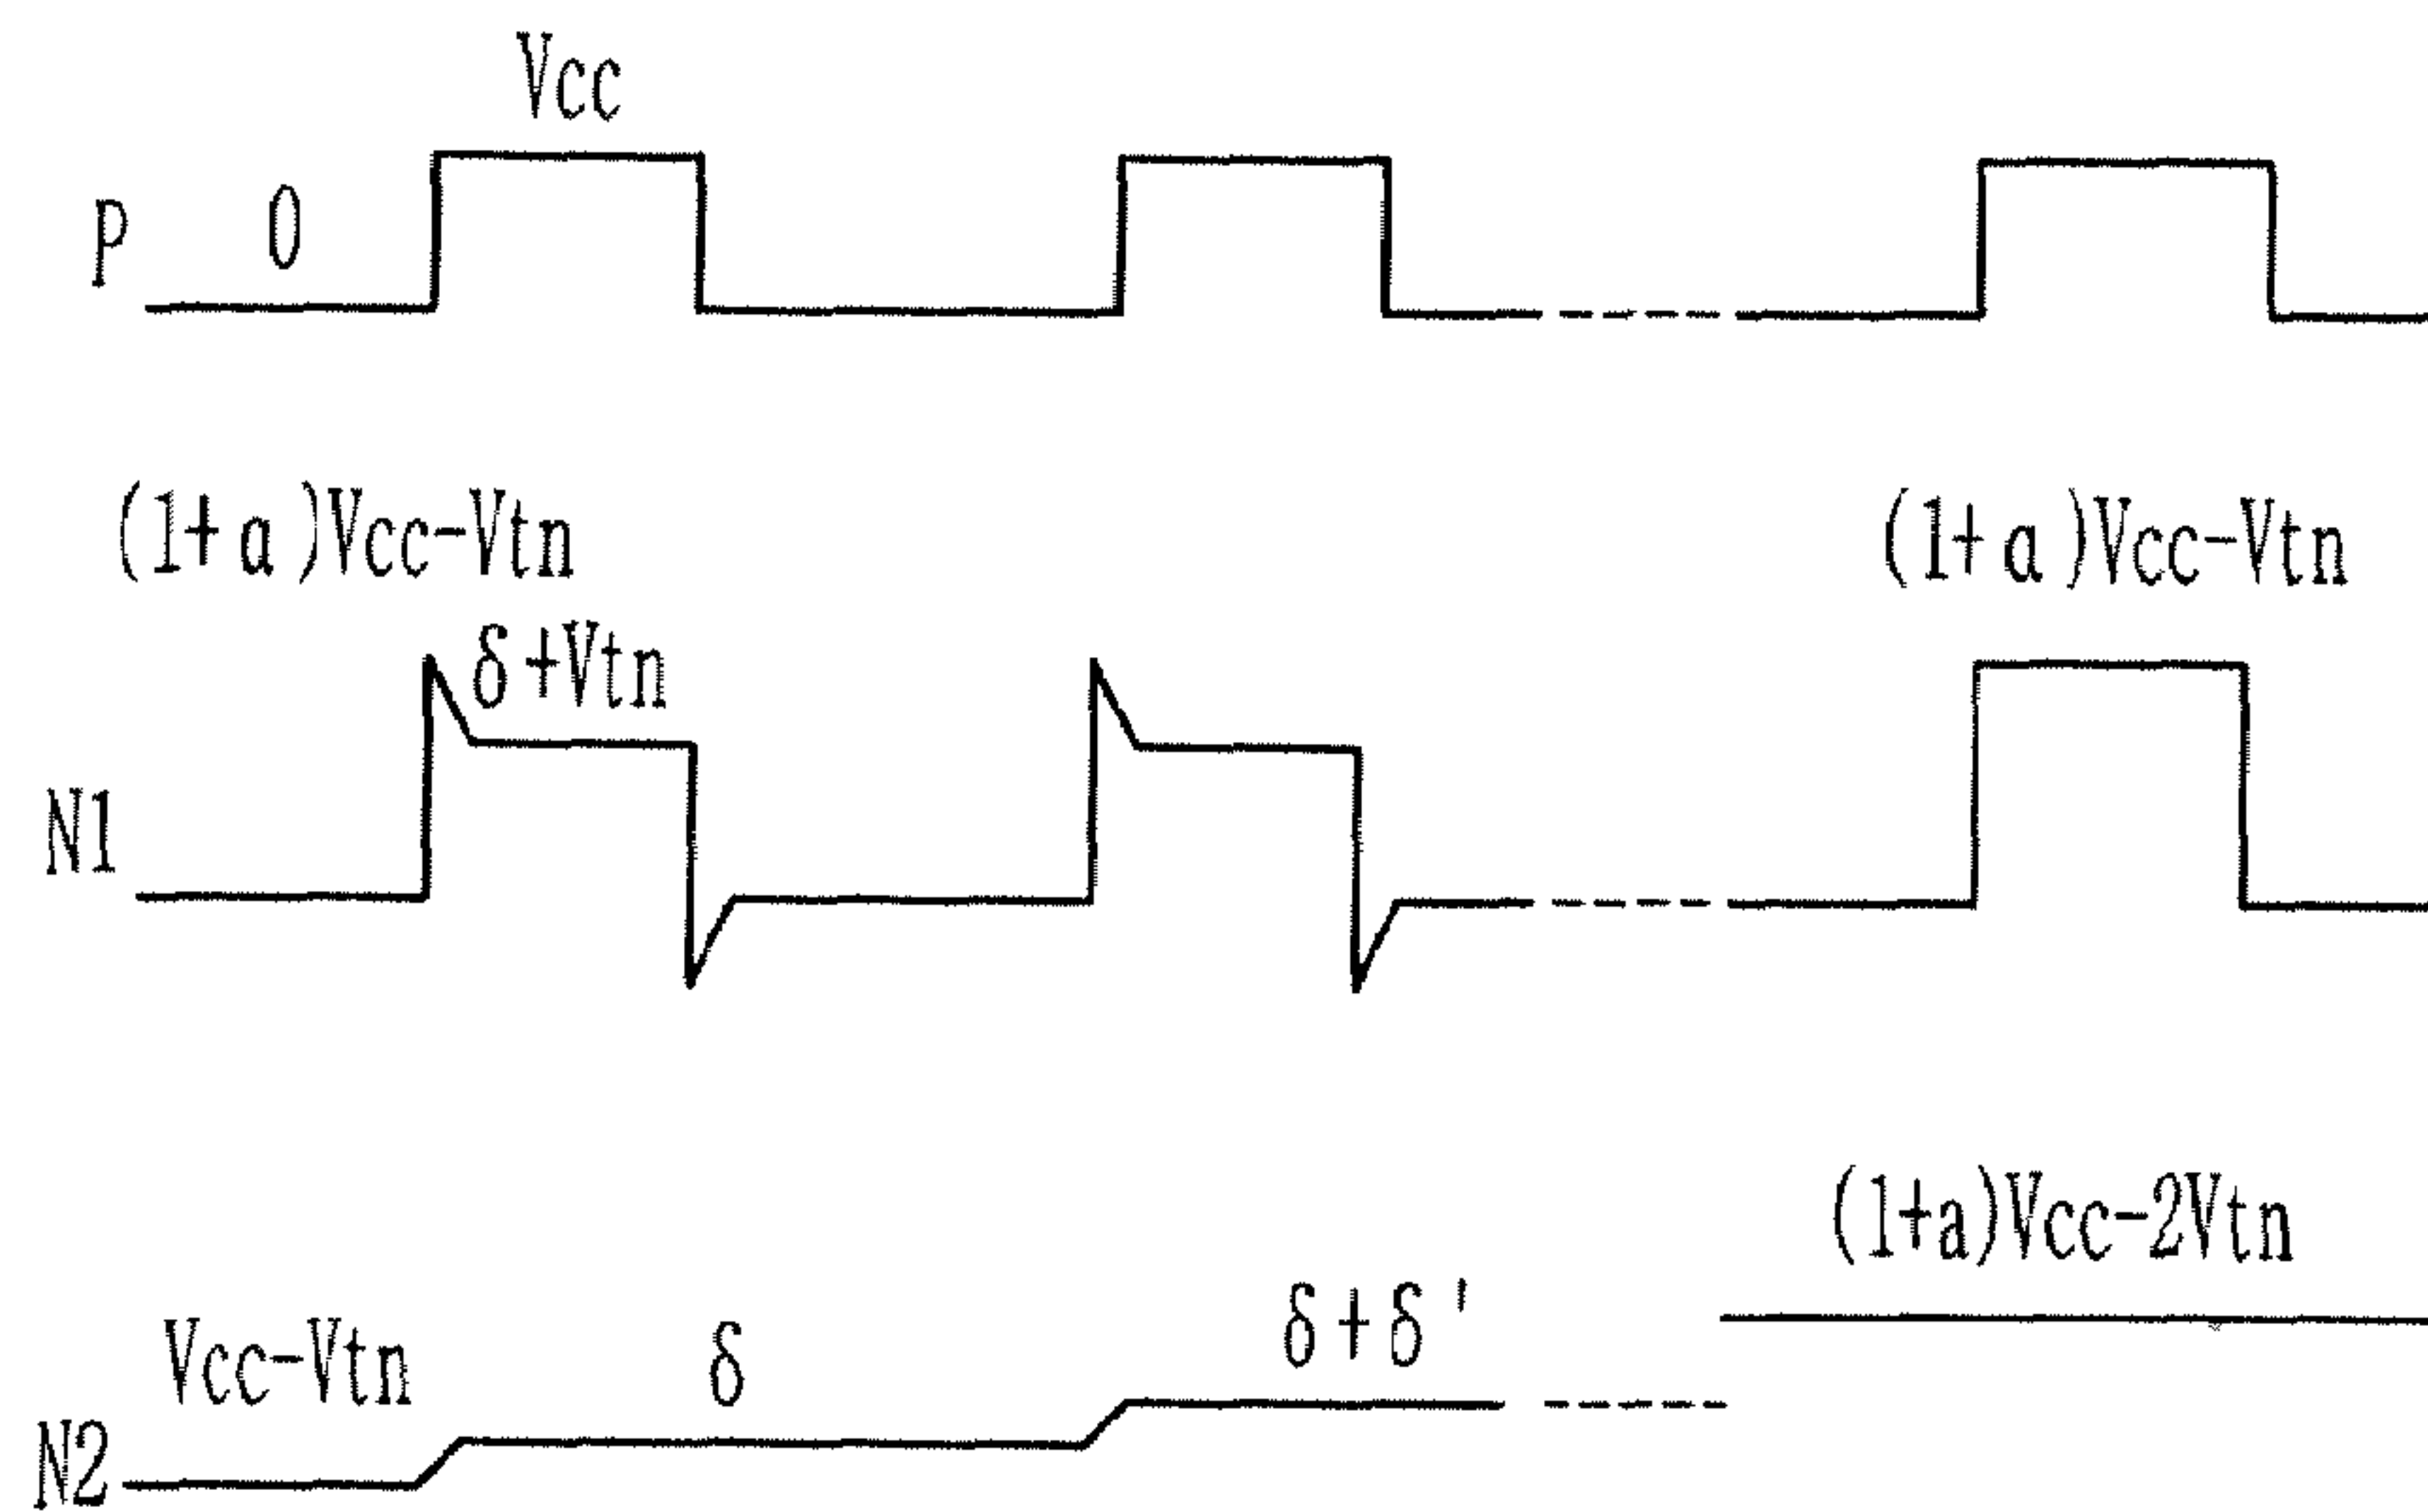 Vcc
P 0
(1+a)Vcc-Vtn
(1+a)Vcc-Vtn
δ+Vtn
N1
(1+a)Vcc-2Vtn
Vcc-Vtn
δ
δ+δ'
N2